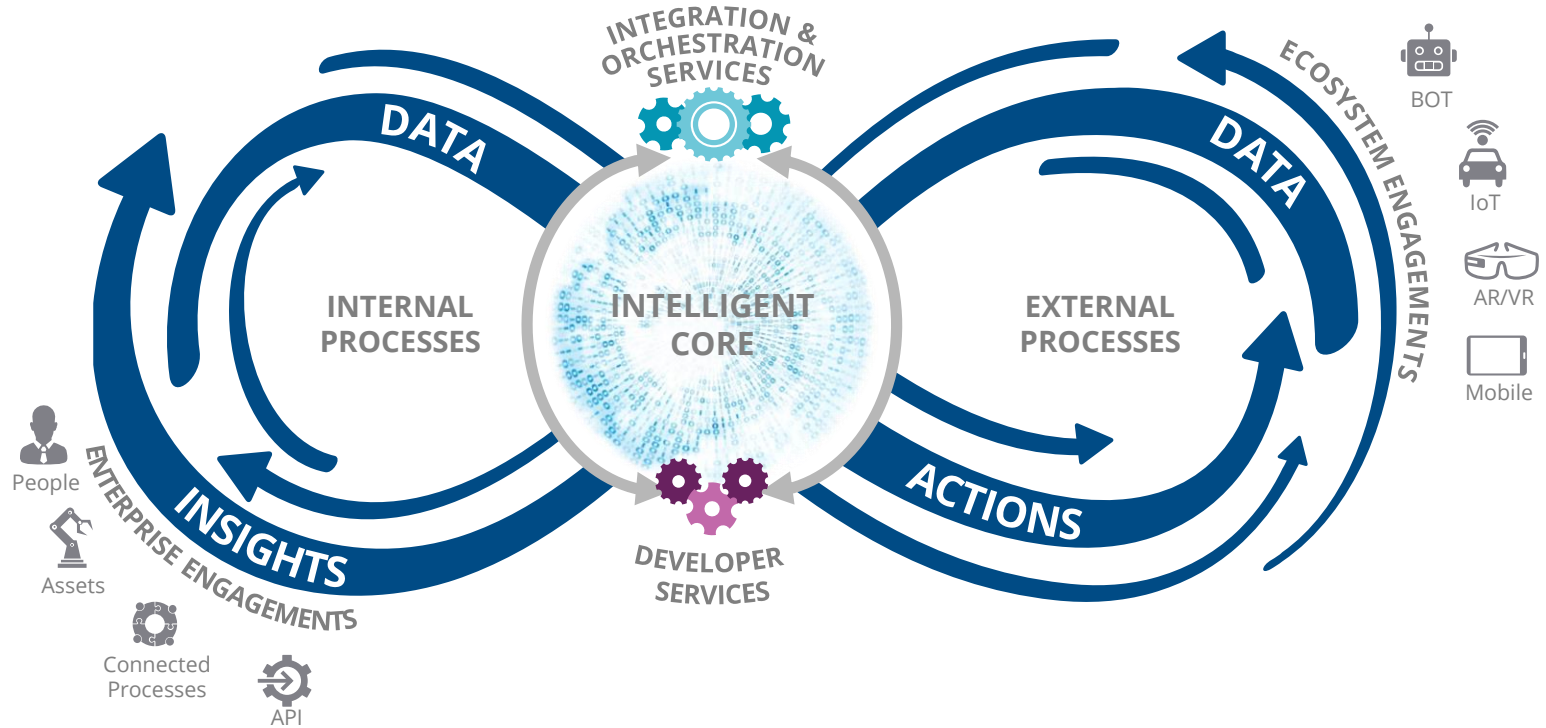 INTEGRATION &
ORCHESTRATION
SERVICES
DATA
INTERNAL
PROCESSES
INSIGHTS
ENTERPRISE ENGAGEMENTS
People
Assets
Connected
Processes
API
INTELLIGENT
CORE
DEVELOPER
SERVICES
DATA
EXTERNAL
PROCESSES
ACTIONS
ECOSYSTEM ENGAGEMENTS
BOT
IoT
AR/VR
Mobile